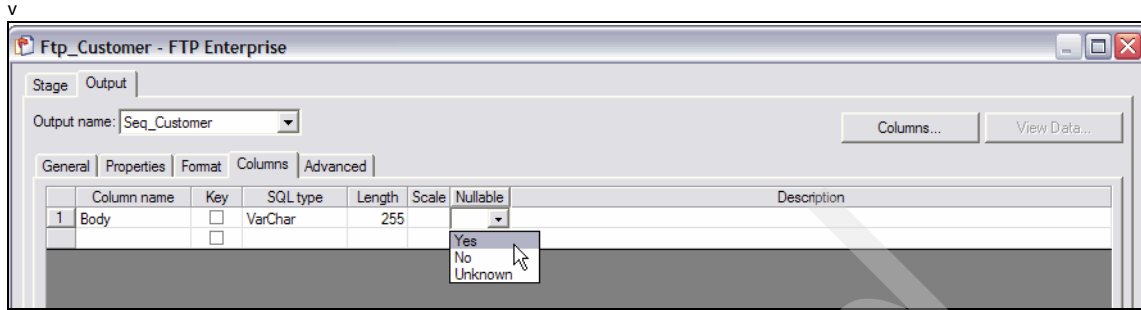 v
Ftp_Customer - FTP Enterprise
Stage Output
Output name: Seq_Customer Columns... View Data...
General Properties Format Columns Advanced
Column name Key SQL type Length Scale Nullable Description
1 Body VarChar 255
Yes
No
Unknown